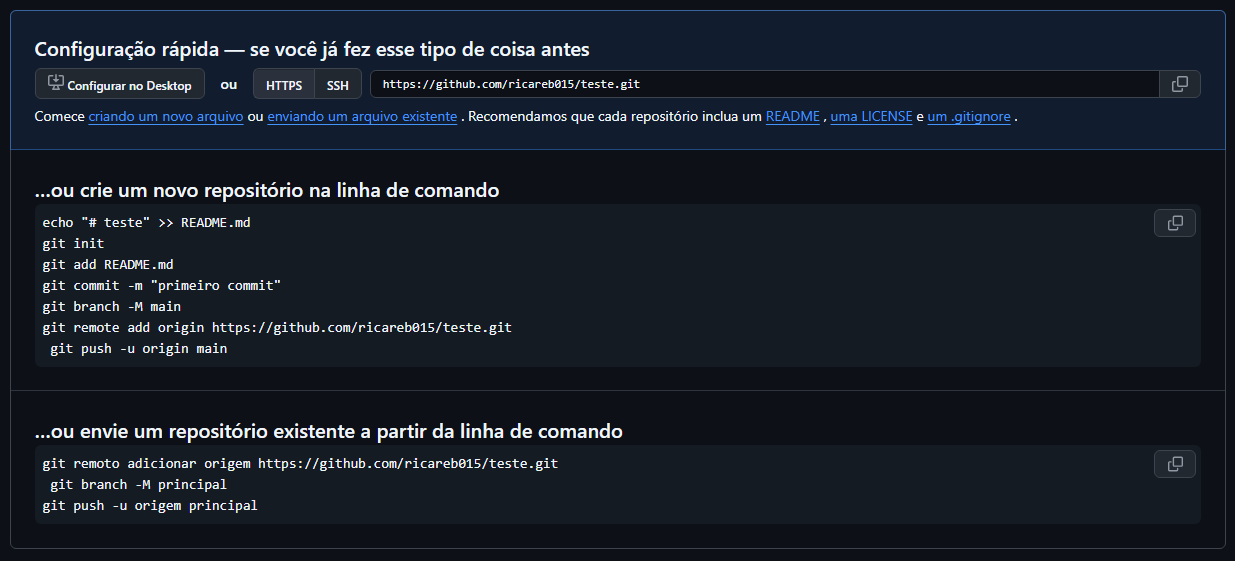 Configuração rápida — se você já fez esse tipo de coisa antes
Configurar no Desktop ou HTTPS SSH https://github.com/ricareb015/teste.git
Comece criando um novo arquivo ou enviando um arquivo existente . Recomendamos que cada repositório inclua um README , uma LICENSE e um .gitignore .
...ou crie um novo repositório na linha de comando
echo "# teste" >> README.md
git init
git add README.md
git commit -m "primeiro commit"
git branch -M main
git remote add origin https://github.com/ricareb015/teste.git
git push -u origin main
...ou envie um repositório existente a partir da linha de comando
git remoto adicionar origem https://github.com/ricareb015/teste.git
git branch -M principal
git push -u origem principal